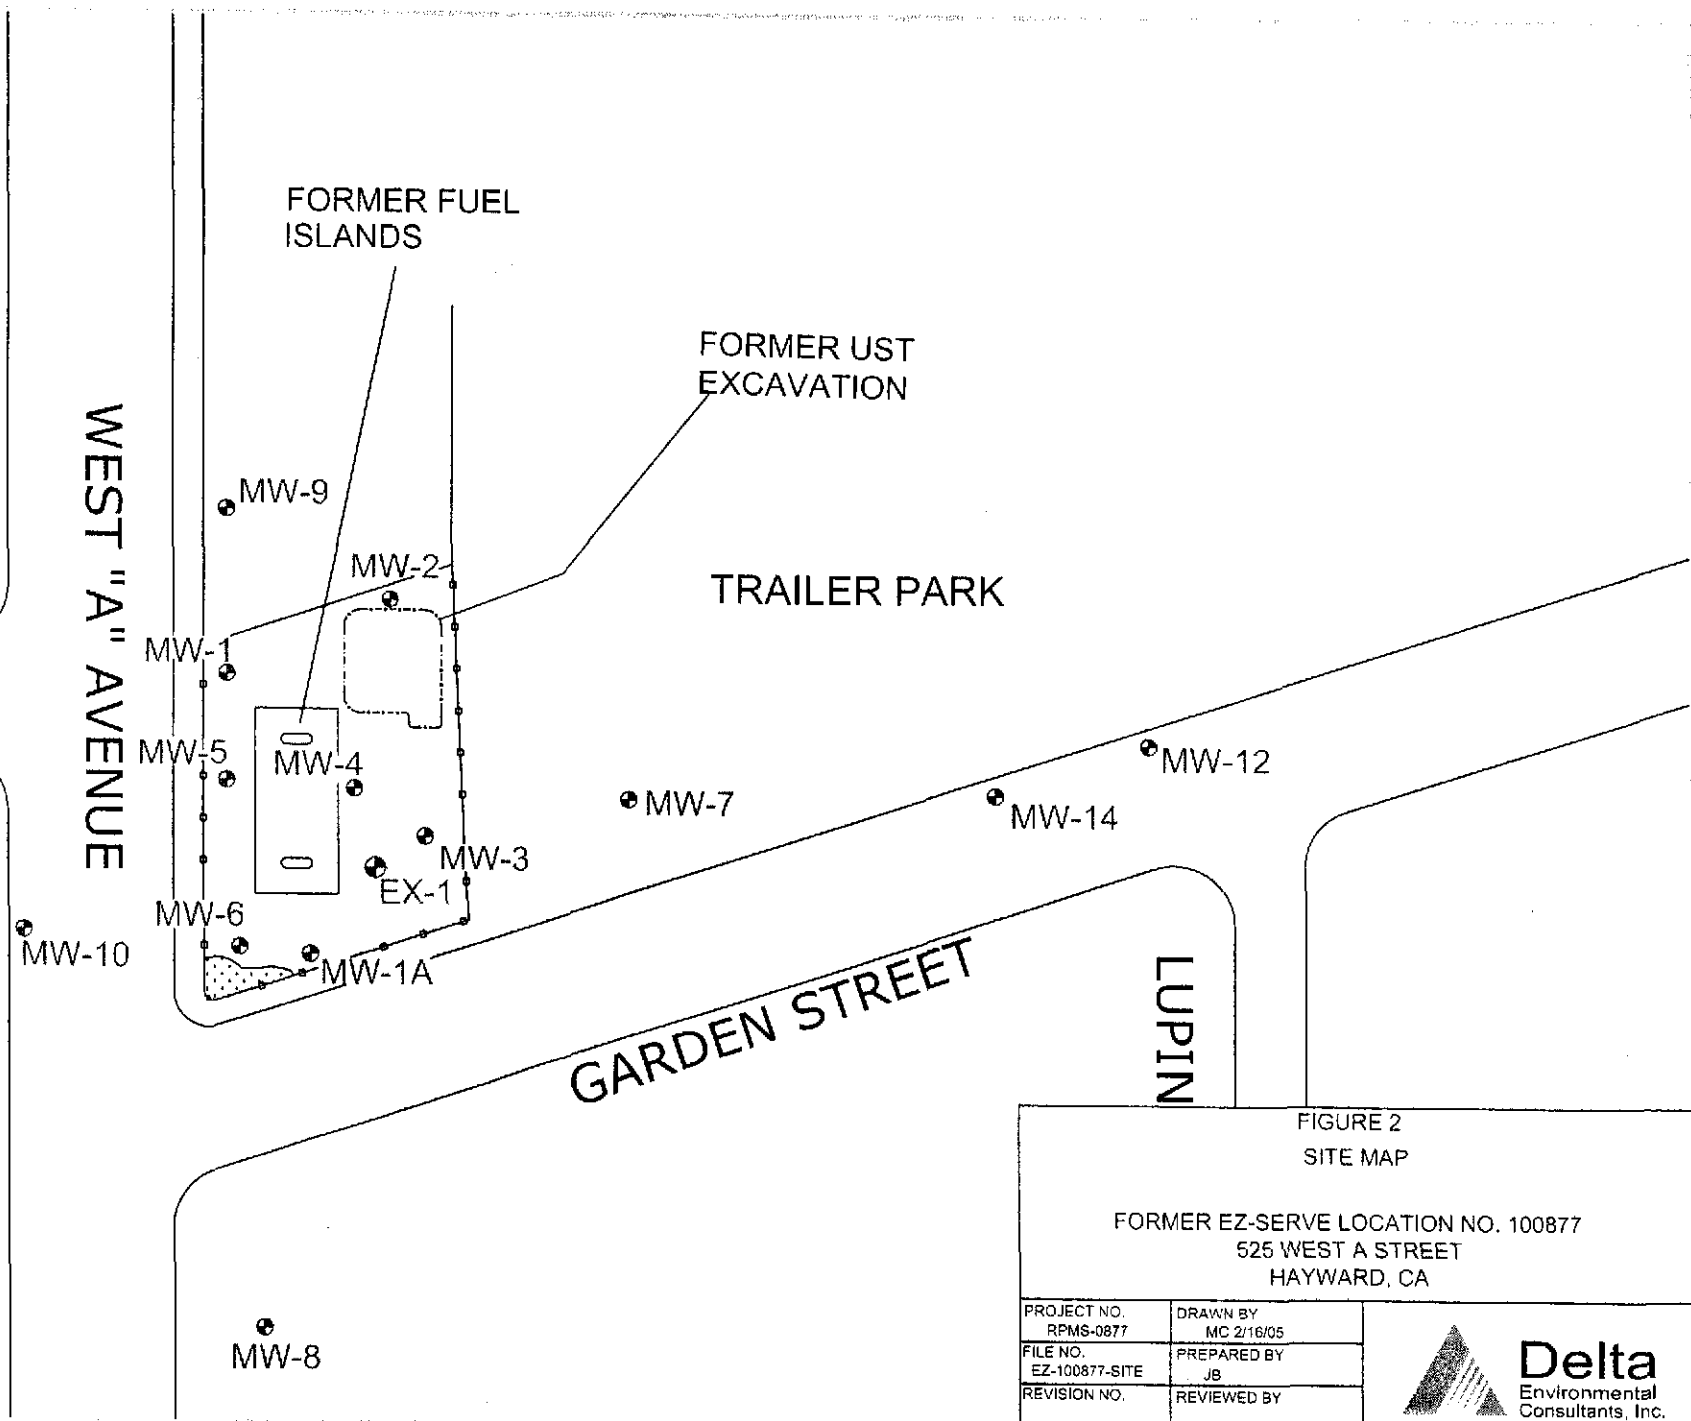 FORMER FUEL
ISLANDS
FORMER UST
EXCAVATION
WEST "A" AVENUE
MW-9
MW-2
TRAILER PARK
MW-1
MW-5
MW-4
MW-12
MW-7
MW-14
MW-3
EX-1
MW-6
MW-10
MW-1A
GARDEN STREET
LUPIN
MW-8
FIGURE 2
SITE MAP
FORMER EZ-SERVE LOCATION NO. 100877
525 WEST A STREET
HAYWARD, CA
PROJECT NO.
RPMS-0877
DRAWN BY
MC 2/16/05
FILE NO.
EZ-100877-SITE
PREPARED BY
JB
REVISION NO.
REVIEWED BY
Delta
Environmental
Consultants, Inc.